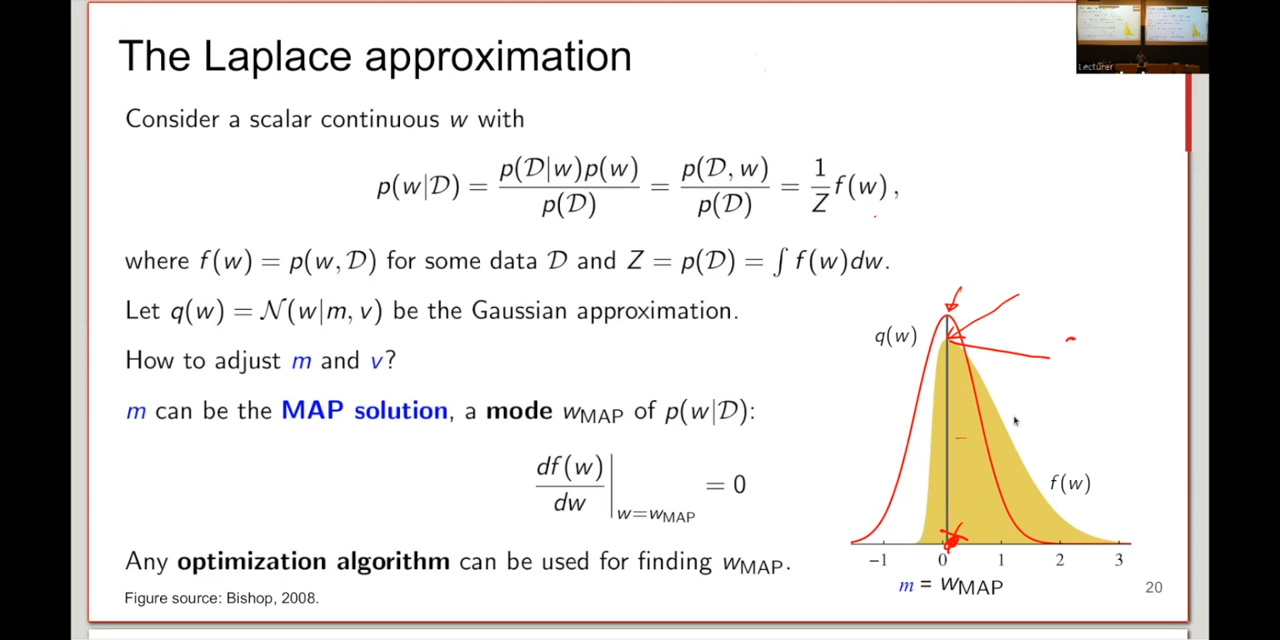 The Laplace approximation
Lecturer
Consider a scalar continuous w with
p(w|𝒟) = p(𝒟|w)p(w) / p(𝒟) = p(𝒟, w) / p(𝒟) = 1/Z f(w),
where f(w) = p(w, 𝒟) for some data 𝒟 and Z = p(𝒟) = ∫ f(w)dw.
Let q(w) = 𝒩(w|m, v) be the Gaussian approximation.
How to adjust m and v?
m can be the MAP solution, a mode w_MAP of p(w|𝒟):
df(w)/dw |_{w=w_MAP} = 0
Any optimization algorithm can be used for finding w_MAP.
Figure source: Bishop, 2008.
q(w)
f(w)
−1 0 1 2 3
m = w_MAP
20